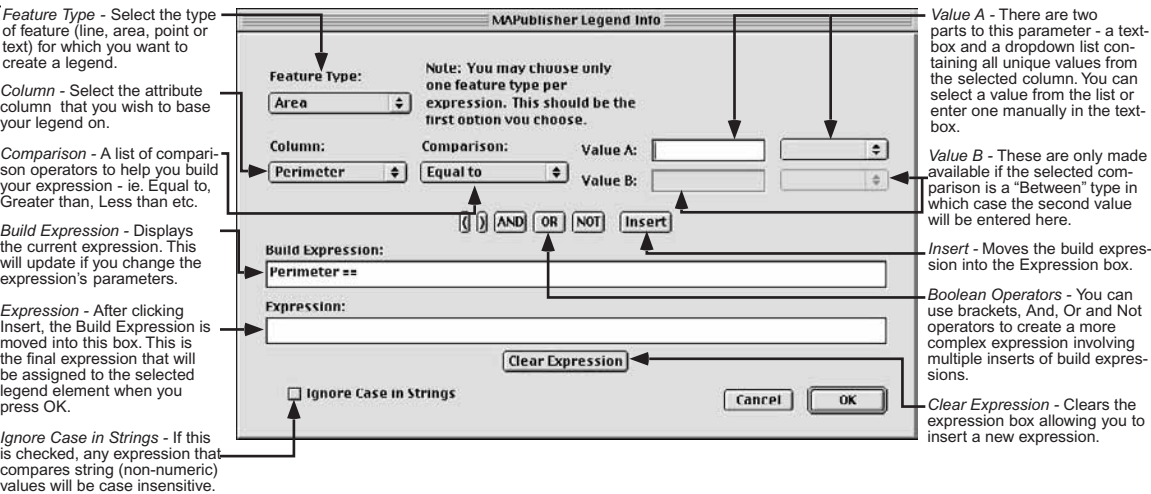 Feature Type - Select the type
of feature (line, area, point or
text) for which you want to
create a legend.
Column - Select the attribute
column that you wish to base
your legend on.
Comparison - A list of compari-
son operators to help you build
your expression - ie. Equal to,
Greater than, Less than etc.
Build Expression - Displays
the current expression. This
will update if you change the
expression's parameters.
Expression - After clicking
Insert, the Build Expression is
moved into this box. This is
the final expression that will
be assigned to the selected
legend element when you
press OK.
Ignore Case in Strings - If this
is checked, any expression that
compares string (non-numeric)
values will be case insensitive.
MAPublisher Legend Info
Feature Type:
Area
Note: You may choose only
one feature type per
expression. This should be the
first option you choose.
Column:
Perimeter
Comparison:
Equal to
Value A:
Value B:
( ) AND OR NOT Insert
Build Expression:
Perimeter ==
Expression:
Clear Expression
Ignore Case in Strings
Cancel
OK
Value A - There are two
parts to this parameter - a text-
box and a dropdown list con-
taining all unique values from
the selected column. You can
select a value from the list or
enter one manually in the text-
box.
Value B - These are only made
available if the selected com-
parison is a “Between” type in
which case the second value
will be entered here.
Insert - Moves the build expres-
sion into the Expression box.
Boolean Operators - You can
use brackets, And, Or and Not
operators to create a more
complex expression involving
multiple inserts of build expres-
sions.
Clear Expression - Clears the
expression box allowing you to
insert a new expression.